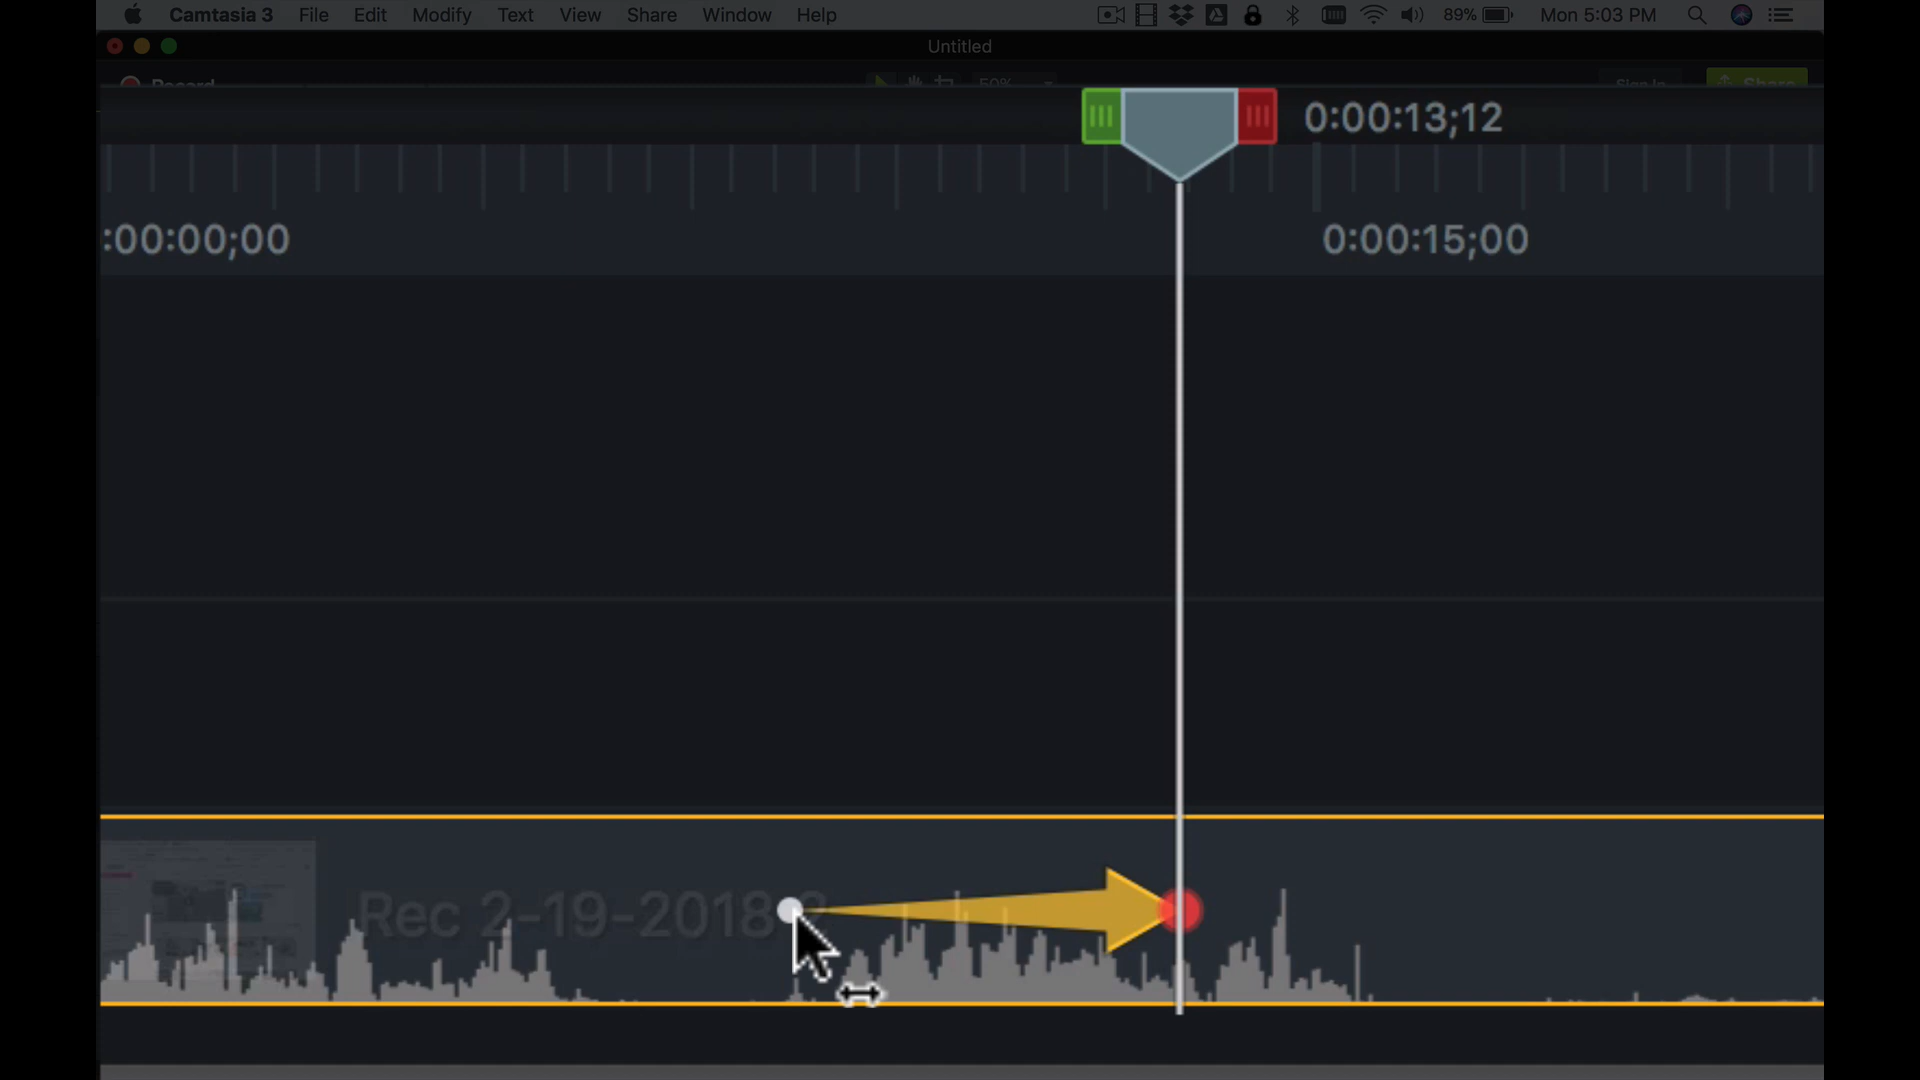 Camtasia 3 File Edit Modify Text View Share Window Help 89% Mon 5:03 PM
Untitled
Record 50% Sign In Share
0:00:13;12
:00:00;00 0:00:15;00
Rec 2-19-2018 2